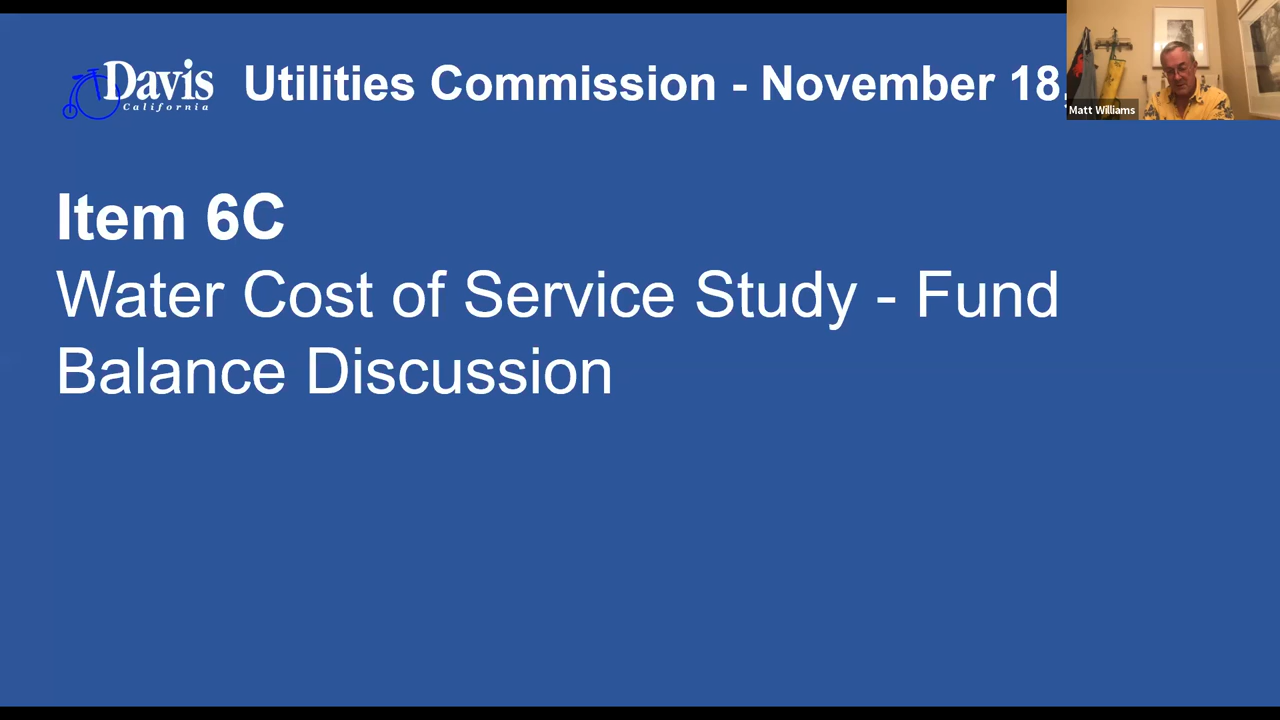 Davis
California
Utilities Commission - November 18,
Matt Williams
Item 6C
Water Cost of Service Study - Fund
Balance Discussion